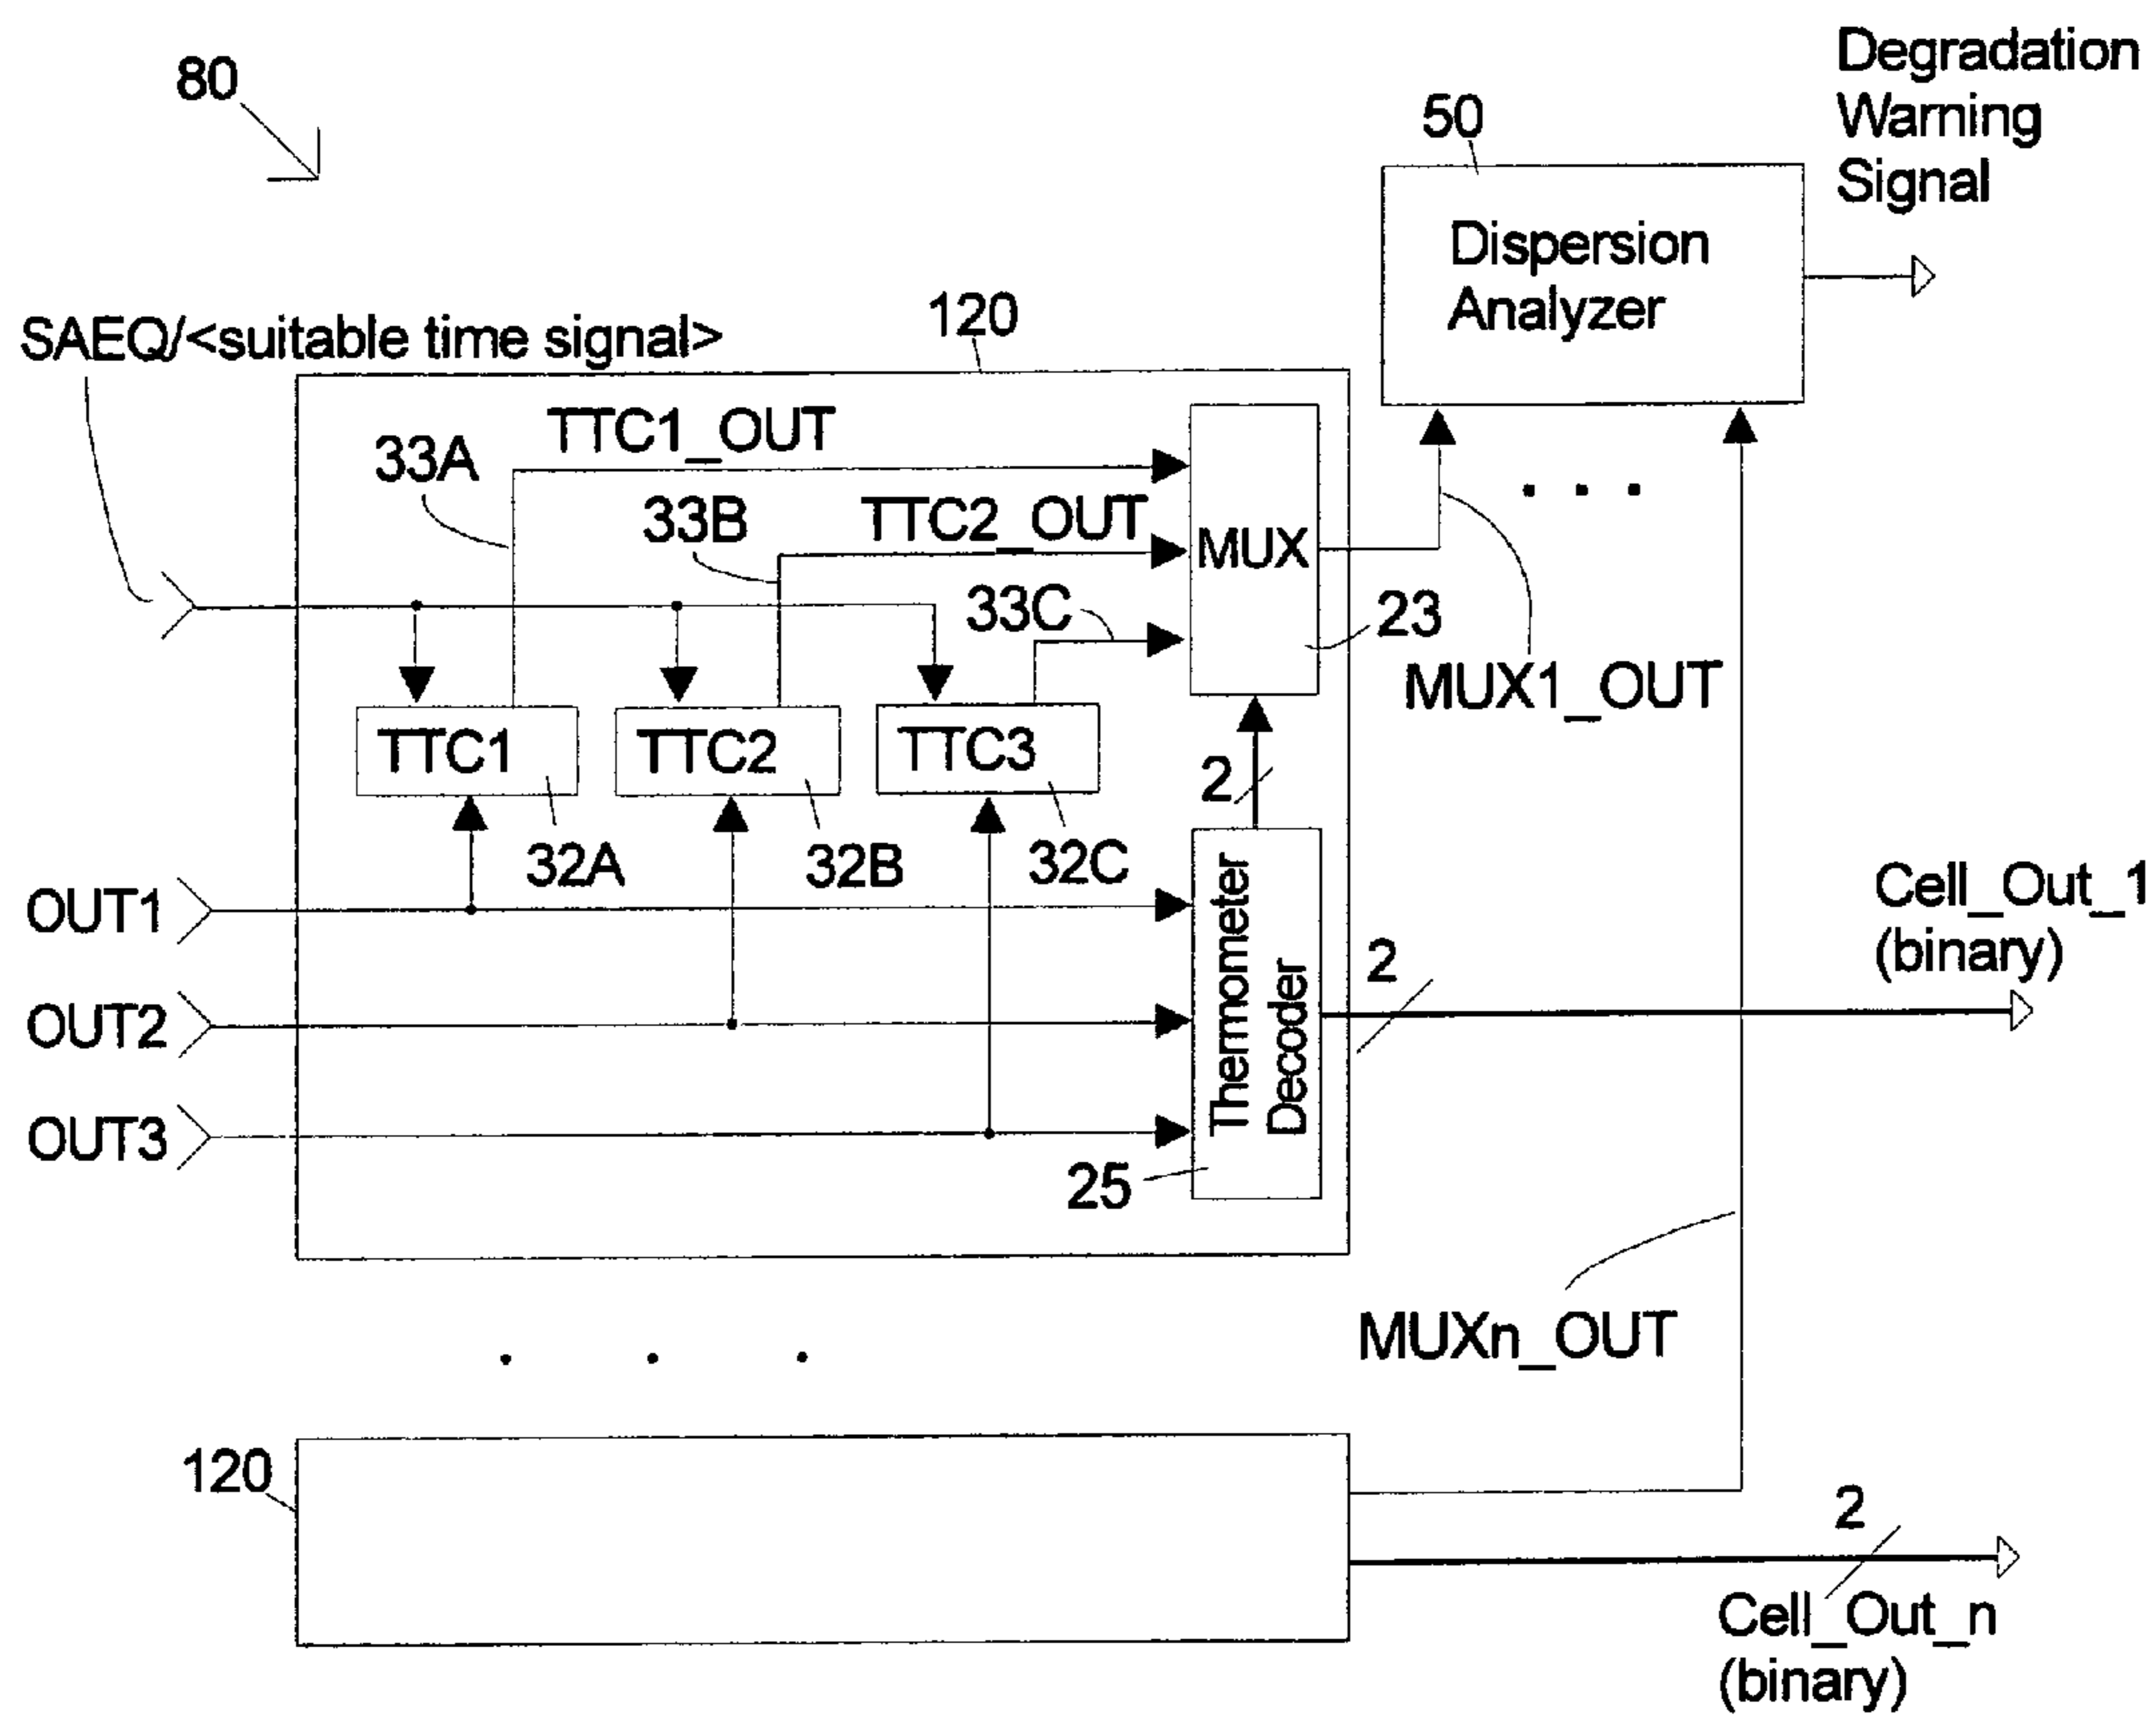 80
Degradation
Warning
Signal
50
Dispersion
Analyzer
SAEQ/<suitable time signal>
120
TTC1_OUT
33A
33B
TTC2_OUT
MUX
33C
23
MUX1_OUT
TTC1
TTC2
TTC3
2
32A
32B
32C
OUT1
OUT2
OUT3
Thermometer
Decoder
25
2
Cell_Out_1
(binary)
MUXn_OUT
120
2
Cell_Out_n
(binary)